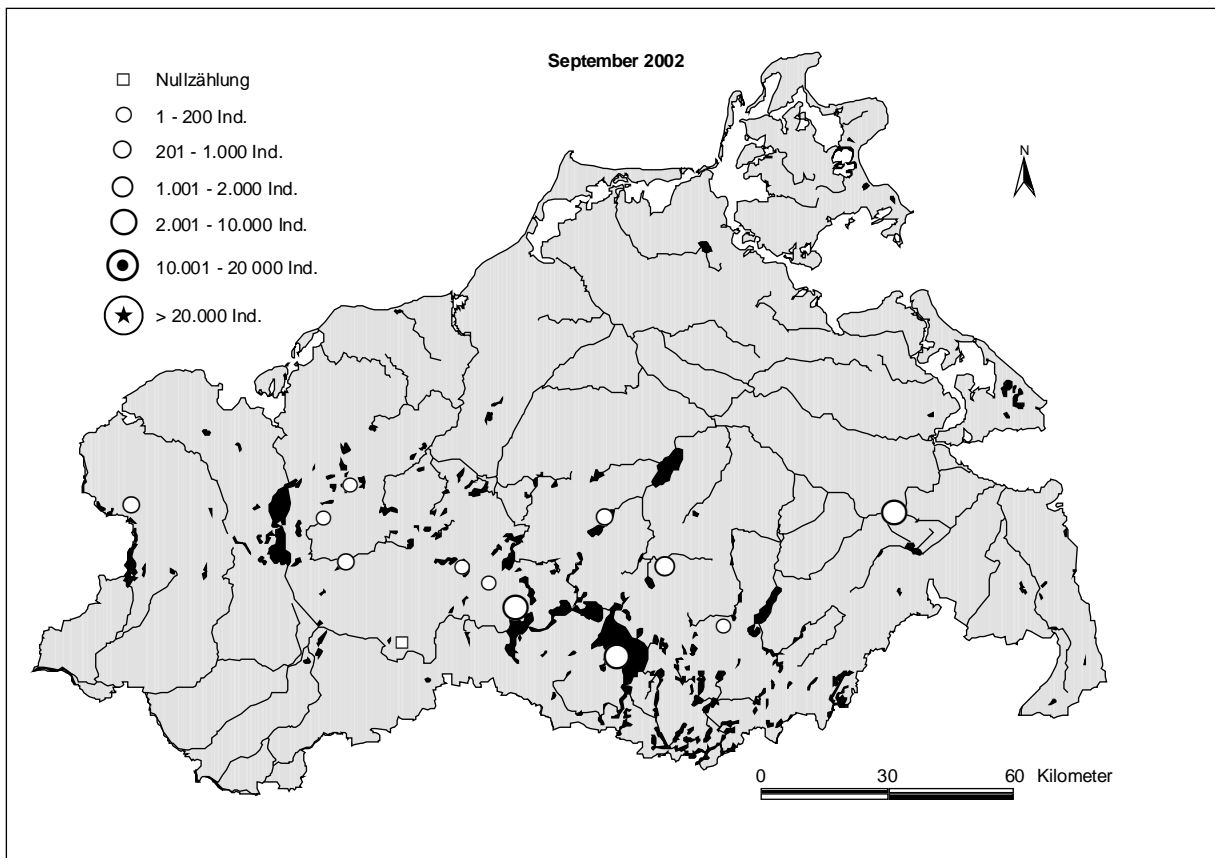 September 2002
Nullzählung
1 - 200 Ind.
201 - 1.000 Ind.
1.001 - 2.000 Ind.
2.001 - 10.000 Ind.
10.001 - 20 000 Ind.
> 20.000 Ind.
N
0 30 60 Kilometer